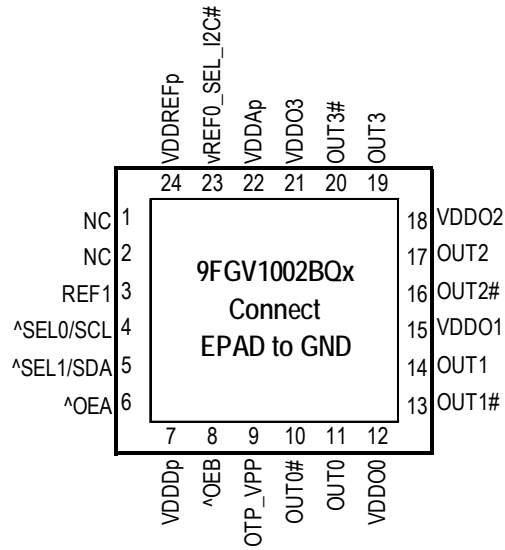 VDDREFp
vREF0_SEL_I2C#
VDDAp
VDDO3
OUT3#
OUT3
24 23 22 21 20 19
NC 1
NC 2
REF1 3
^SEL0/SCL 4
^SEL1/SDA 5
^OEA 6
9FGV1002BQx
Connect
EPAD to GND
18 VDDO2
17 OUT2
16 OUT2#
15 VDDO1
14 OUT1
13 OUT1#
7 8 9 10 11 12
VDDDp
^OEB
OTP_VPP
OUT0#
OUT0
VDDO0